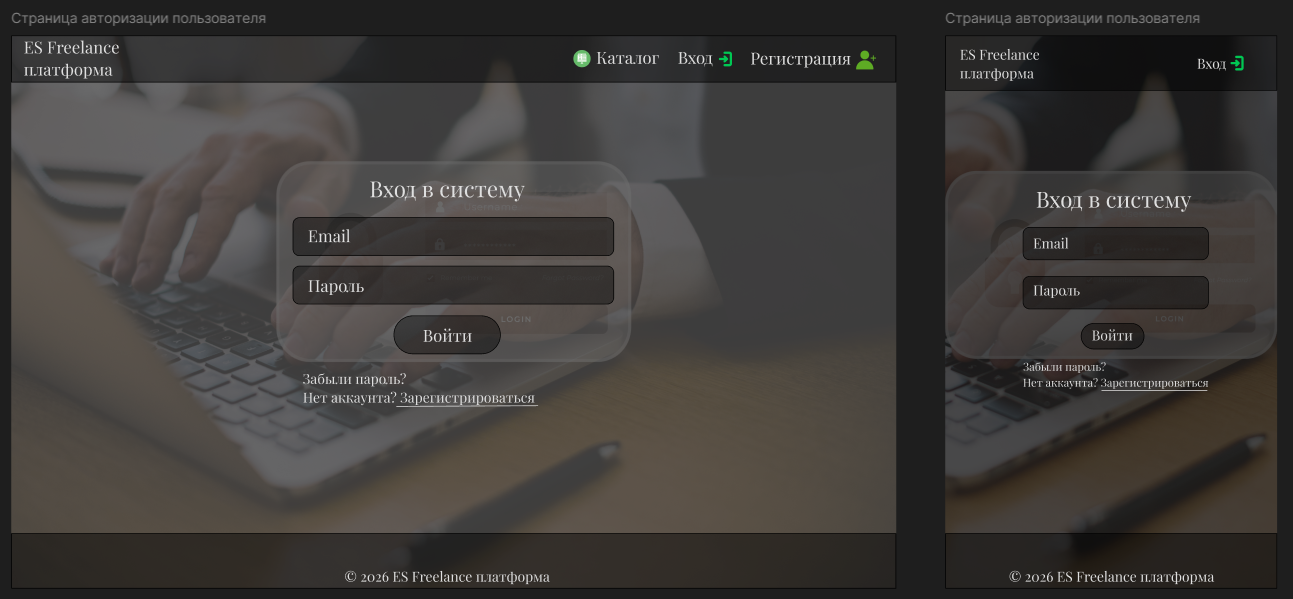 Страница авторизации пользователя
ES Freelance
платформа
Каталог
Вход
Регистрация
Вход в систему
Email
Пароль
LOGIN
Войти
Забыли пароль?
Нет аккаунта? Зарегистрироваться
© 2026 ES Freelance платформа
Страница авторизации пользователя
ES Freelance
платформа
Вход
Вход в систему
Email
Пароль
LOGIN
Войти
Забыли пароль?
Нет аккаунта? Зарегистрироваться
© 2026 ES Freelance платформа